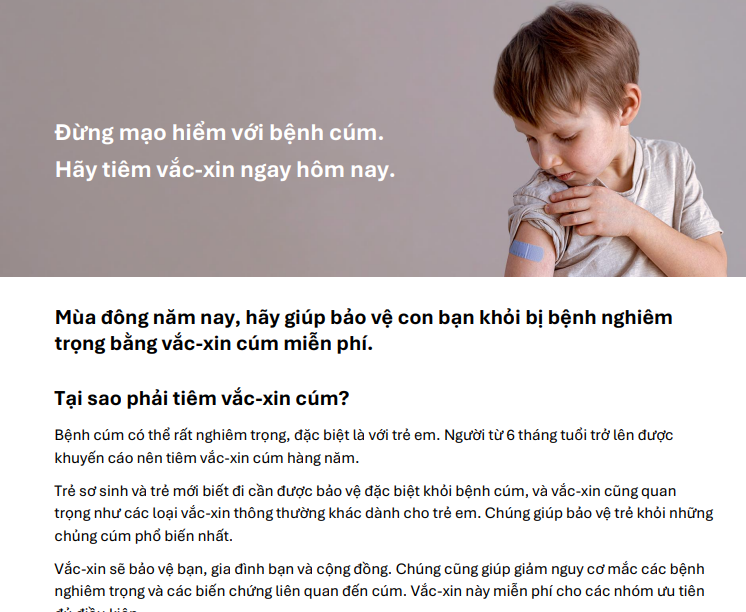 Đừng mạo hiểm với bệnh cúm.
Hãy tiêm vắc-xin ngay hôm nay.
Mùa đông năm nay, hãy giúp bảo vệ con bạn khỏi bị bệnh nghiêm
trọng bằng vắc-xin cúm miễn phí.
Tại sao phải tiêm vắc-xin cúm?
Bệnh cúm có thể rất nghiêm trọng, đặc biệt là với trẻ em. Người từ 6 tháng tuổi trở lên được
khuyến cáo nên tiêm vắc-xin cúm hàng năm.
Trẻ sơ sinh và trẻ mới biết đi cần được bảo vệ đặc biệt khỏi bệnh cúm, và vắc-xin cũng quan
trọng như các loại vắc-xin thông thường khác dành cho trẻ em. Chúng giúp bảo vệ trẻ khỏi những
chủng cúm phổ biến nhất.
Vắc-xin sẽ bảo vệ bạn, gia đình bạn và cộng đồng. Chúng cũng giúp giảm nguy cơ mắc các bệnh
nghiêm trọng và các biến chứng liên quan đến cúm. Vắc-xin này miễn phí cho các nhóm ưu tiên